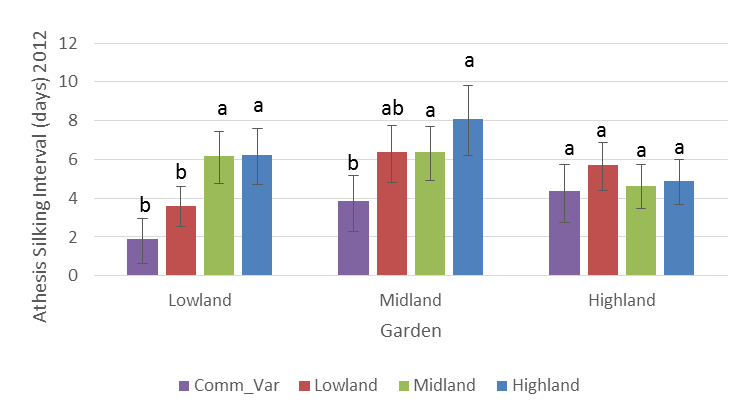 Athesis Silking Interval (days) 2012
12
10
8
6
4
2
0
b b a a
b ab a a
a a a a
Lowland Midland Highland
Garden
Comm_Var Lowland Midland Highland